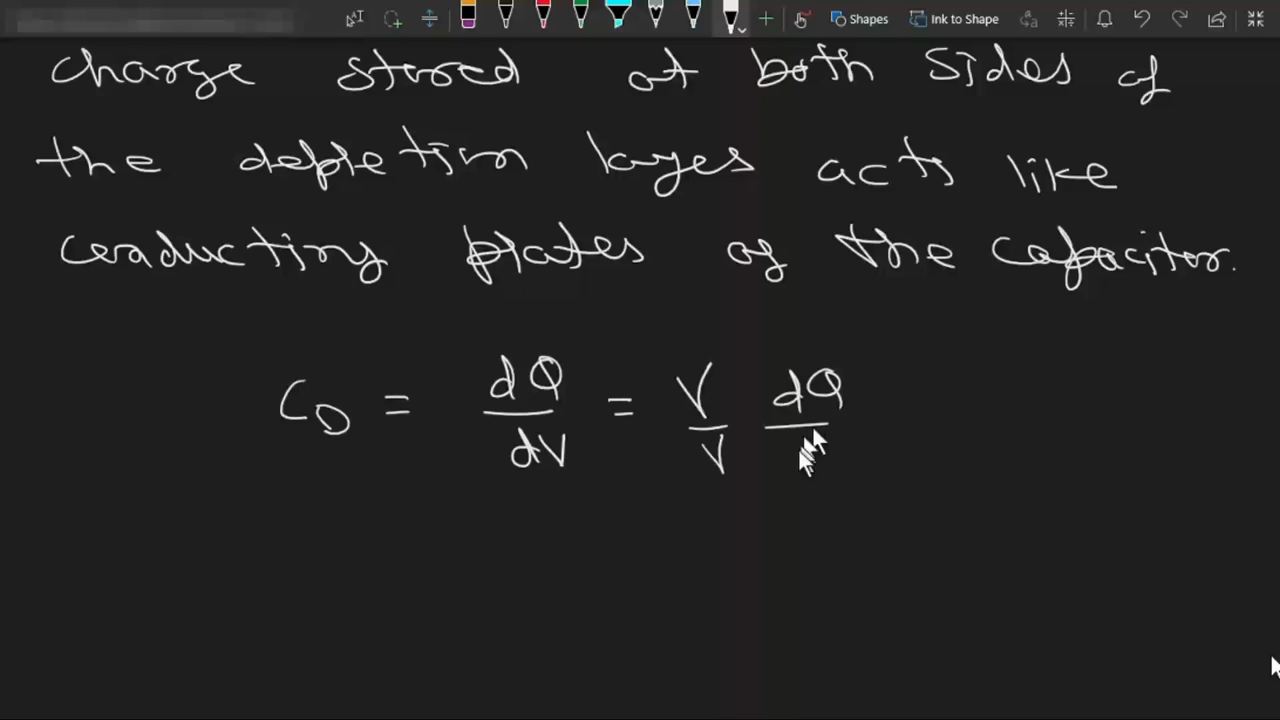 Shapes
Ink to Shape
charge stored at both sides of
the depletion layes acts like
conducting plates of the capacitor.
C_D = dQ/dV = V/V dQ/